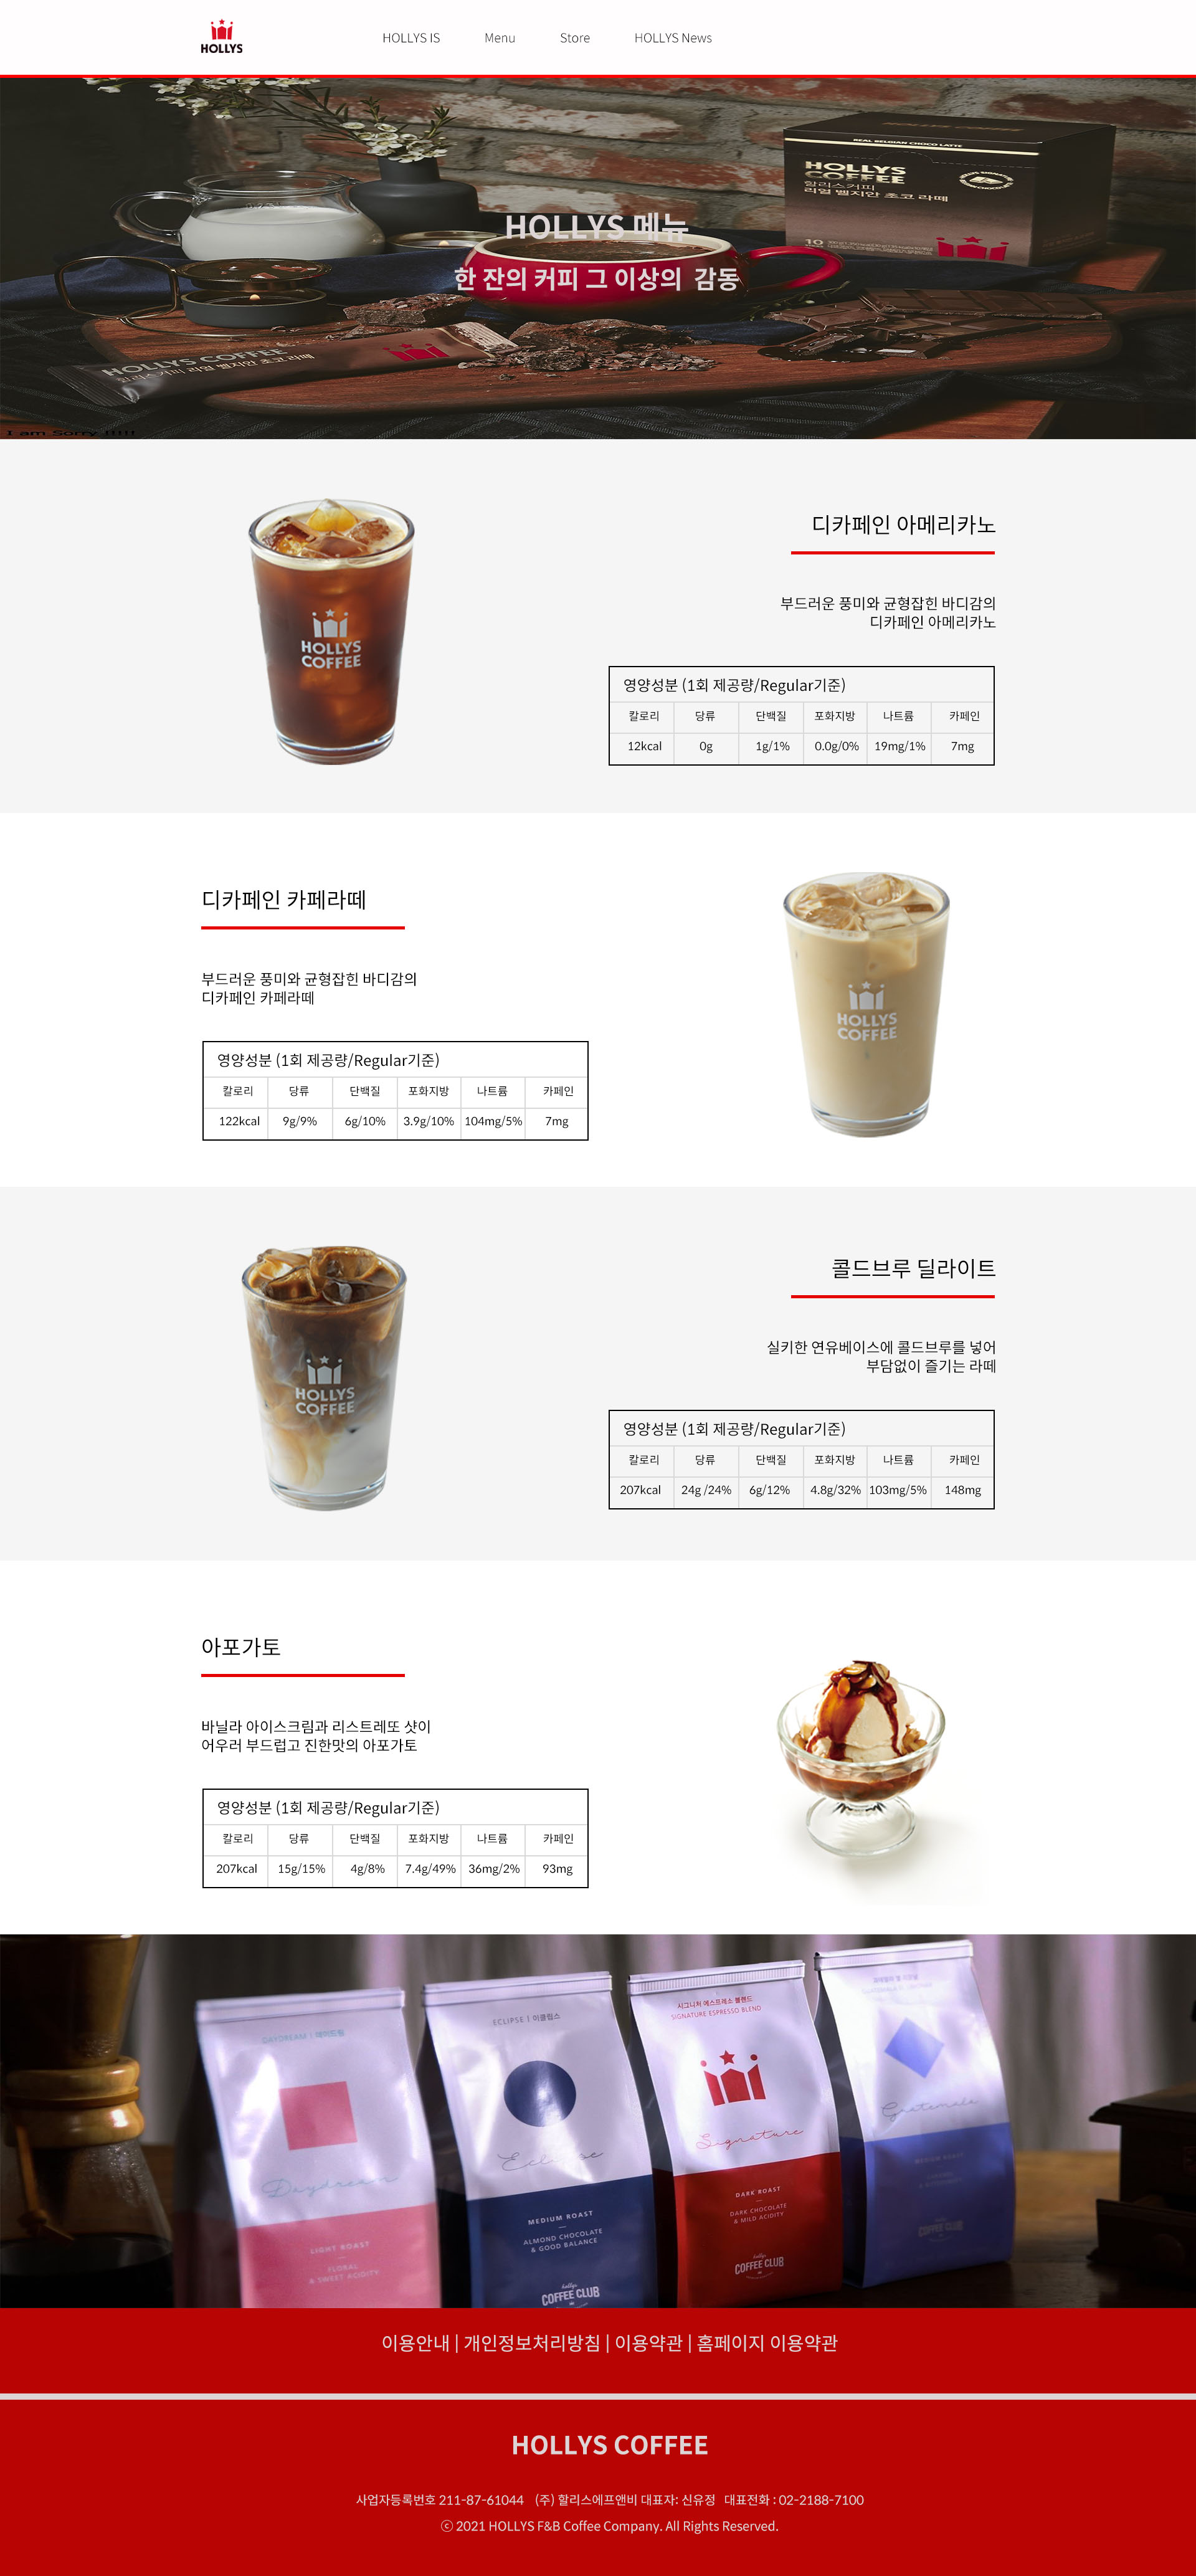 HOLLYS
HOLLYS IS
Menu
Store
HOLLYS News
REAL BELGIAN CHOCO LATTE
HOLLYS
COFFEE
할리스커피
리얼 벨지안 초코 라떼
10
HOLLYS 메뉴
한 잔의 커피 그 이상의 감동
HOLLYS COFFEE
할리스커피 리얼 벨지안 초코 라떼
I am Sorry !!!!!
HOLLYS
COFFEE
디카페인 아메리카노
부드러운 풍미와 균형잡힌 바디감의
디카페인 아메리카노
영양성분 (1회 제공량/Regular기준)
칼로리 당류 단백질 포화지방 나트륨 카페인
12kcal 0g 1g/1% 0.0g/0% 19mg/1% 7mg
디카페인 카페라떼
부드러운 풍미와 균형잡힌 바디감의
디카페인 카페라떼
영양성분 (1회 제공량/Regular기준)
칼로리 당류 단백질 포화지방 나트륨 카페인
122kcal 9g/9% 6g/10% 3.9g/10% 104mg/5% 7mg
HOLLYS
COFFEE
HOLLYS
COFFEE
콜드브루 딜라이트
실키한 연유베이스에 콜드브루를 넣어
부담없이 즐기는 라떼
영양성분 (1회 제공량/Regular기준)
칼로리 당류 단백질 포화지방 나트륨 카페인
207kcal 24g /24% 6g/12% 4.8g/32% 103mg/5% 148mg
아포가토
바닐라 아이스크림과 리스트레또 샷이
어우러 부드럽고 진한맛의 아포가토
영양성분 (1회 제공량/Regular기준)
칼로리 당류 단백질 포화지방 나트륨 카페인
207kcal 15g/15% 4g/8% 7.4g/49% 36mg/2% 93mg
DAYDREAM | 데이드림
Daydream
LIGHT ROAST
FLORAL
& SWEET ACIDITY
ECLIPSE | 이클립스
Eclipse
MEDIUM ROAST
ALMOND CHOCOLATE
& GOOD BALANCE
hollys
COFFEE CLUB
시그니처 에스프레소 블렌드
SIGNATURE ESPRESSO BLEND
Signature
DARK ROAST
DARK CHOCOLATE
& MILD ACIDITY
hollys
COFFEE CLUB
Guatemala
MEDIUM ROAST
COFFEE CLUB
이용안내 | 개인정보처리방침 | 이용약관 | 홈페이지 이용약관
HOLLYS COFFEE
사업자등록번호 211-87-61044 (주) 할리스에프앤비 대표자: 신유정 대표전화 : 02-2188-7100
ⓒ 2021 HOLLYS F&B Coffee Company. All Rights Reserved.